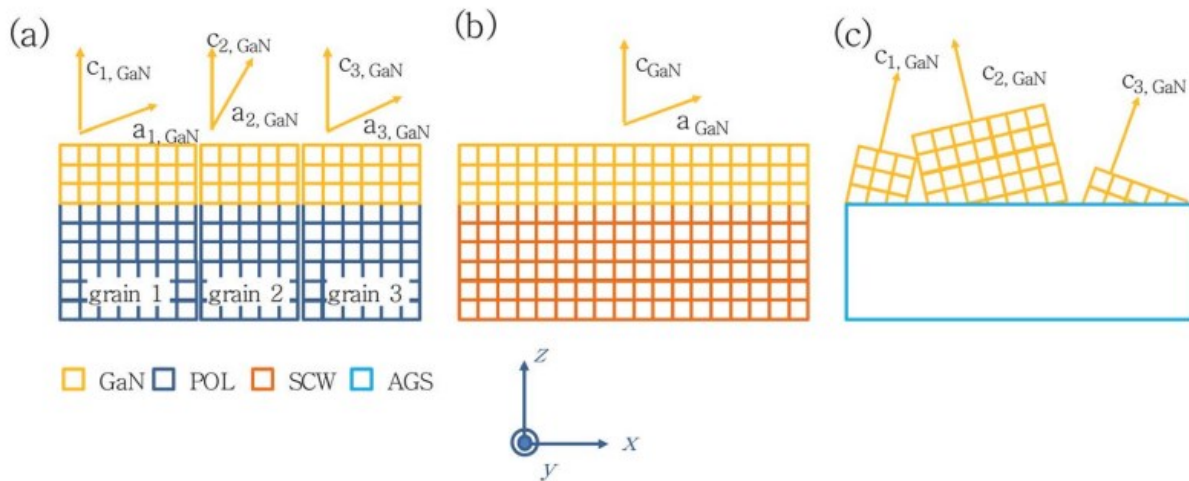 (a)
c1, GaN
a1, GaN
c2, GaN
a2, GaN
c3, GaN
a3, GaN
grain 1
grain 2
grain 3
(b)
cGaN
a GaN
(c)
c1, GaN
c2, GaN
c3, GaN
GaN POL SCW AGS
z
x
y